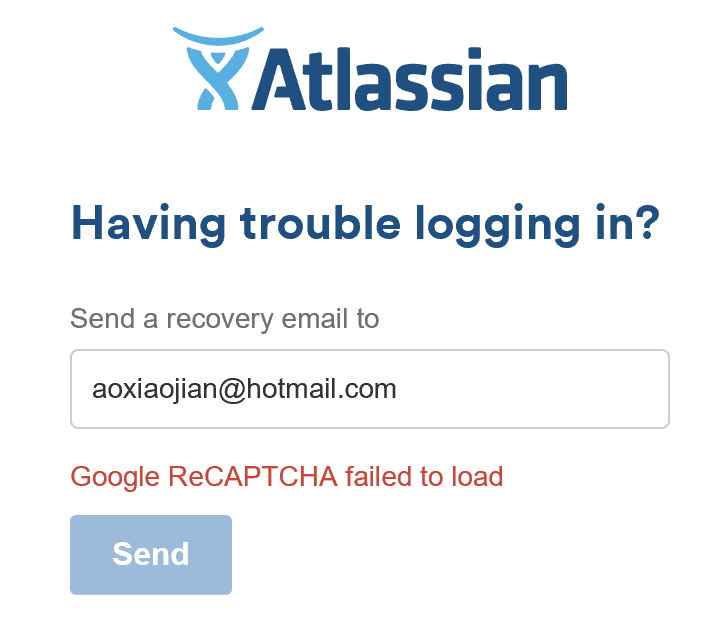 Atlassian
Having trouble logging in?
Send a recovery email to
aoxiaojian@hotmail.com
Google ReCAPTCHA failed to load
Send